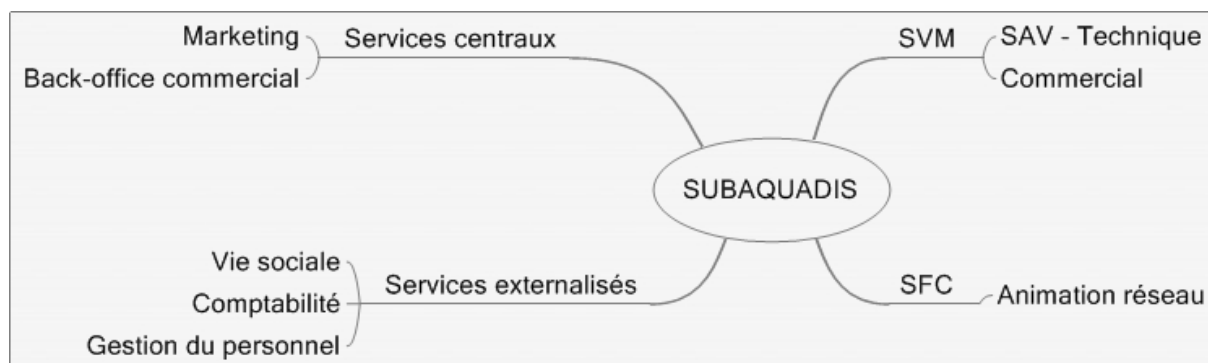 Marketing
Services centraux
Back-office commercial
SVM
SAV - Technique
Commercial
SUBAQUADIS
Vie sociale
Services externalisés
Comptabilité
Gestion du personnel
SFC
Animation réseau